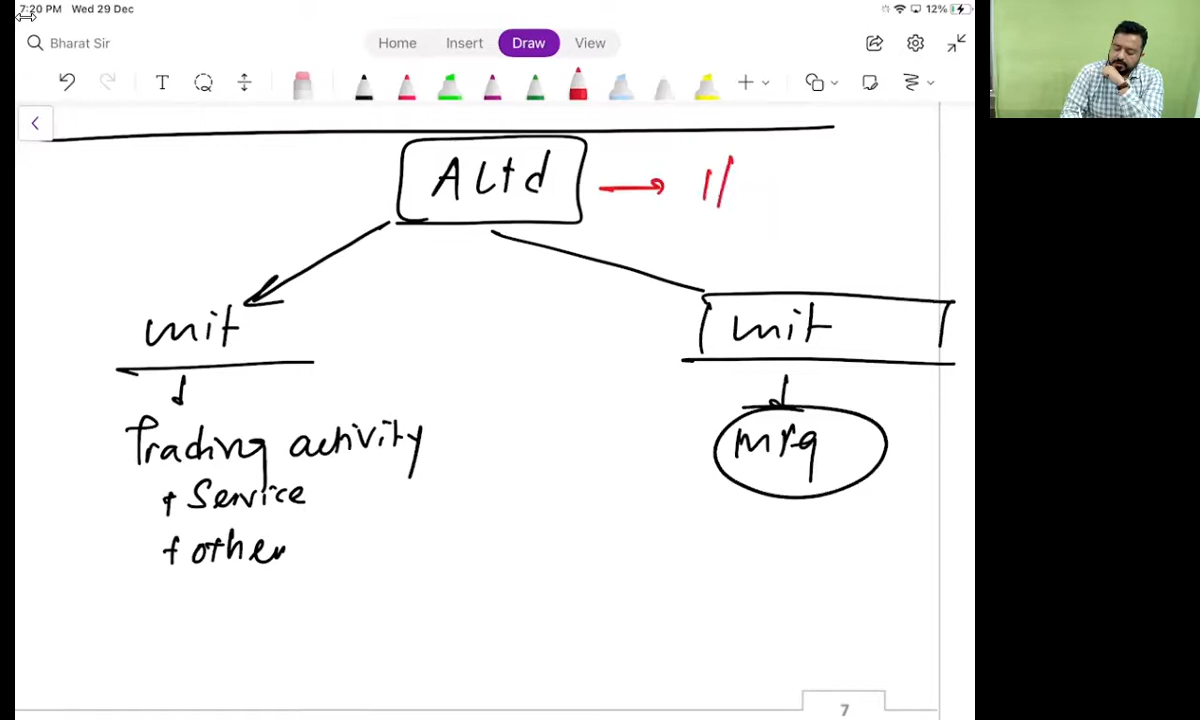 7:20 PM Wed 29 Dec
12%
Bharat Sir
Home Insert Draw View
T
A Ltd → 11
unit unit
Trading activity mfg
+ Service
+ other
7